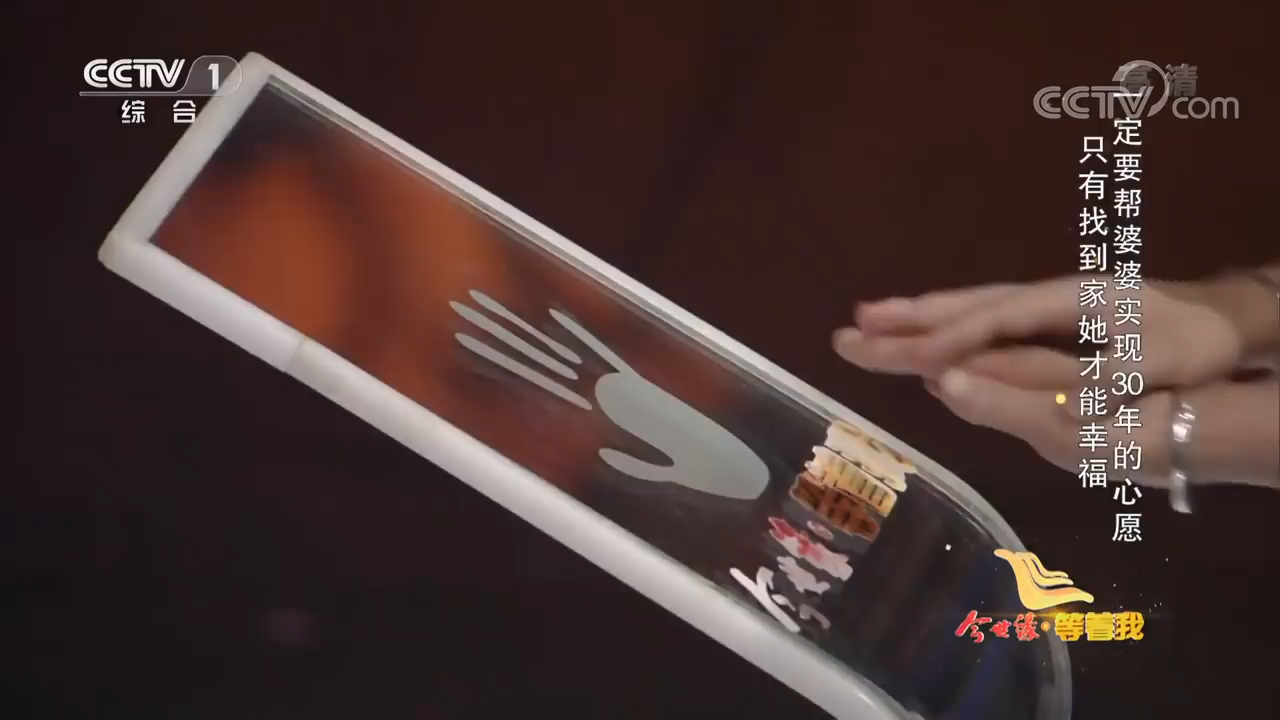 CCTV 1
综合
高清
CCTV.com
一定要帮婆婆实现30年的心愿
只有找到家她才能幸福
今世缘·等着我